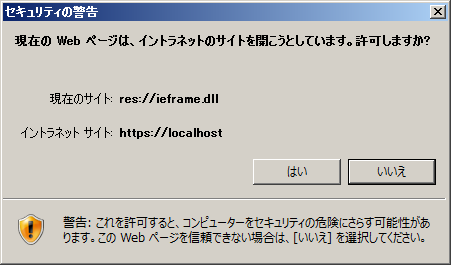 セキュリティの警告
現在の Web ページは、イントラネットのサイトを開こうとしています。許可しますか?
現在のサイト: res://ieframe.dll
イントラネット サイト: https://localhost
はい いいえ
警告: これを許可すると、コンピューターをセキュリティの危険にさらす可能性があ
ります。この Web ページを信頼できない場合は、[いいえ] を選択してください。